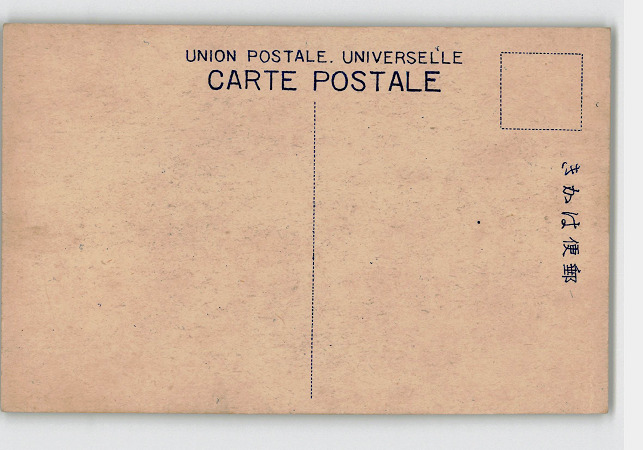 UNION POSTALE. UNIVERSELLE
CARTE POSTALE
郵便はかき